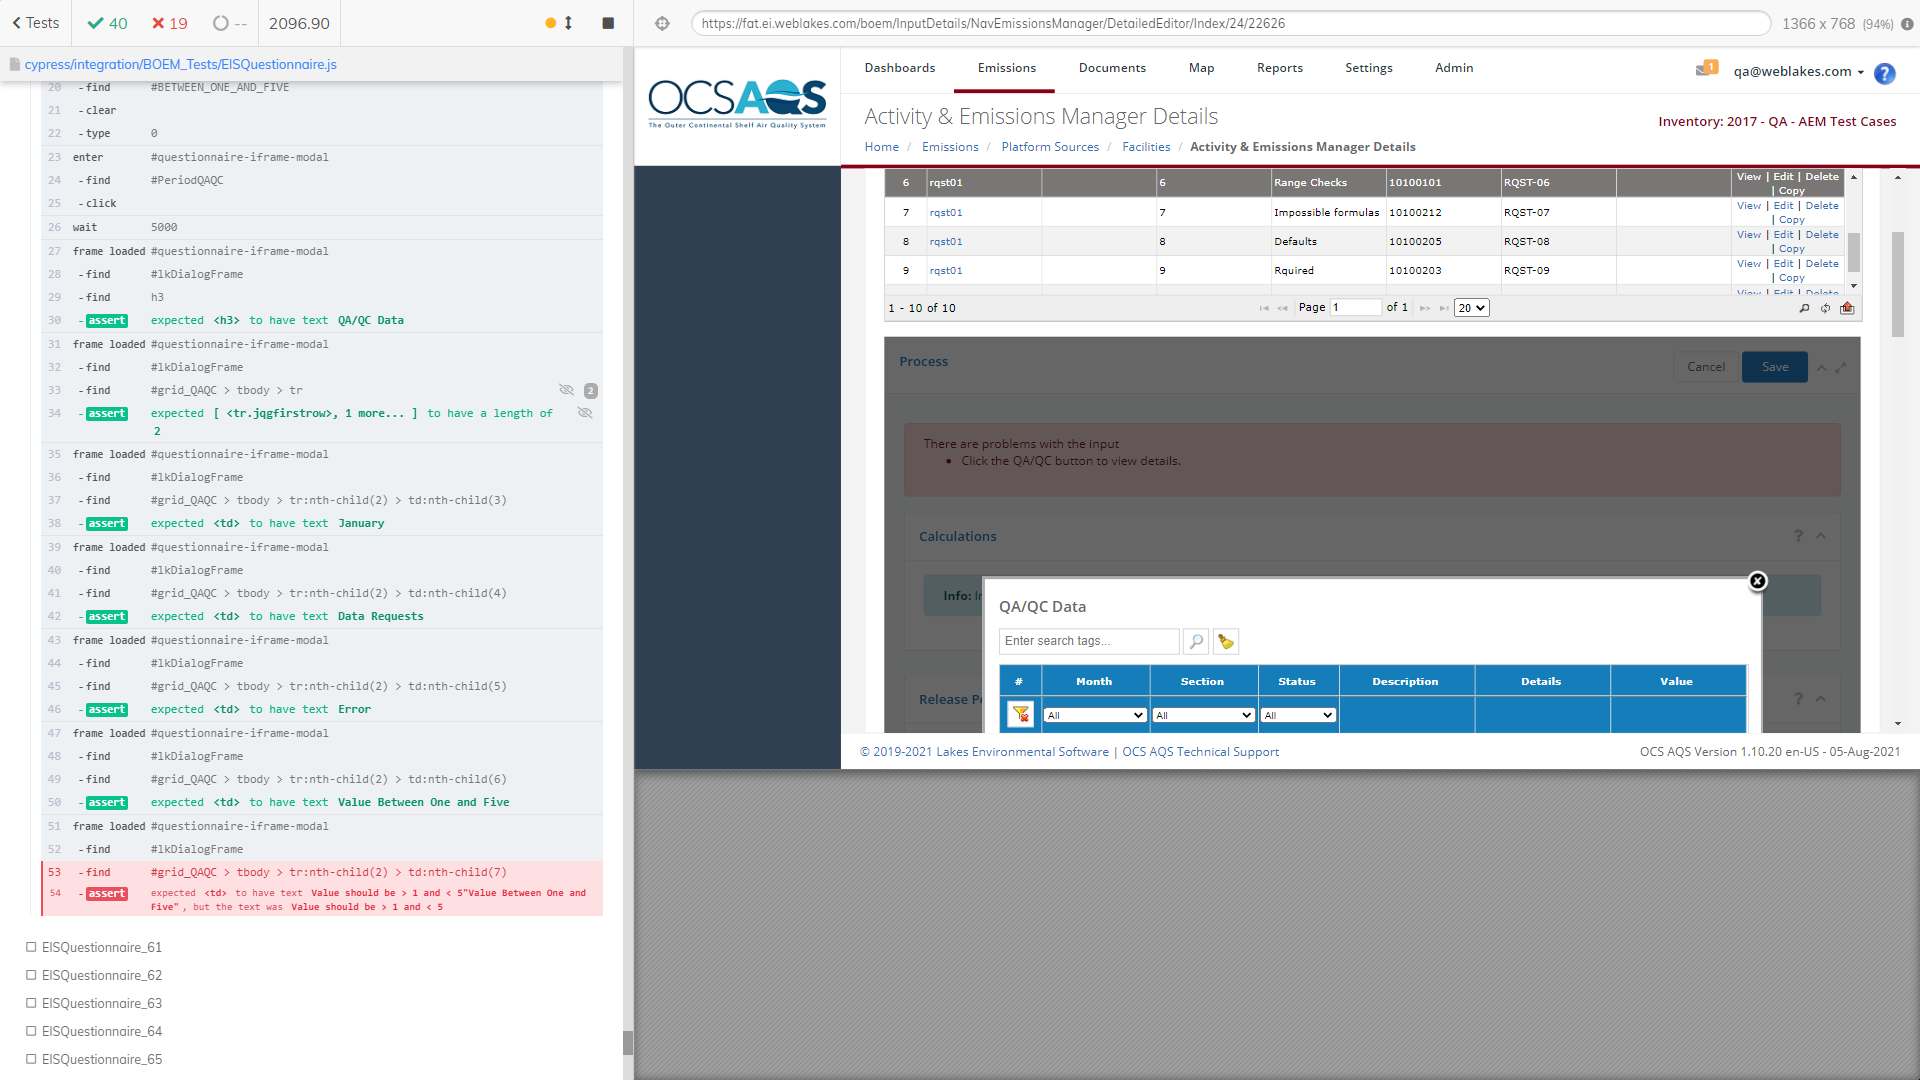 Tests
40
19
--
2096.90
cypress/integration/BOEM_Tests/EISQuestionnaire.js
20 -find #BETWEEN_ONE_AND_FIVE
21 -clear
22 -type 0
23 enter #questionnaire-iframe-modal
24 -find #PeriodQAQC
25 -click
26 wait 5000
27 frame loaded #questionnaire-iframe-modal
28 -find #lkDialogFrame
29 -find h3
30 -assert expected <h3> to have text QA/QC Data
31 frame loaded #questionnaire-iframe-modal
32 -find #lkDialogFrame
33 -find #grid_QAQC > tbody > tr 2
34 -assert expected [ <tr.jqgfirstrow>, 1 more... ] to have a length of
2
35 frame loaded #questionnaire-iframe-modal
36 -find #lkDialogFrame
37 -find #grid_QAQC > tbody > tr:nth-child(2) > td:nth-child(3)
38 -assert expected <td> to have text January
39 frame loaded #questionnaire-iframe-modal
40 -find #lkDialogFrame
41 -find #grid_QAQC > tbody > tr:nth-child(2) > td:nth-child(4)
42 -assert expected <td> to have text Data Requests
43 frame loaded #questionnaire-iframe-modal
44 -find #lkDialogFrame
45 -find #grid_QAQC > tbody > tr:nth-child(2) > td:nth-child(5)
46 -assert expected <td> to have text Error
47 frame loaded #questionnaire-iframe-modal
48 -find #lkDialogFrame
49 -find #grid_QAQC > tbody > tr:nth-child(2) > td:nth-child(6)
50 -assert expected <td> to have text Value Between One and Five
51 frame loaded #questionnaire-iframe-modal
52 -find #lkDialogFrame
53 -find #grid_QAQC > tbody > tr:nth-child(2) > td:nth-child(7)
54 -assert expected <td> to have text Value should be > 1 and < 5"Value Between One and
Five", but the text was Value should be > 1 and < 5
EISQuestionnaire_61
EISQuestionnaire_62
EISQuestionnaire_63
EISQuestionnaire_64
EISQuestionnaire_65
https://fat.ei.weblakes.com/boem/InputDetails/NavEmissionsManager/DetailedEditor/Index/24/22626
1366 x 768 (94%)
OCSAQS
The Outer Continental Shelf Air Quality System
Dashboards Emissions Documents Map Reports Settings Admin
1 qa@weblakes.com ?
Activity & Emissions Manager Details
Inventory: 2017 - QA - AEM Test Cases
Home / Emissions / Platform Sources / Facilities / Activity & Emissions Manager Details
6 rqst01 6 Range Checks 10100101 RQST-06 View | Edit | Delete
| Copy
7 rqst01 7 Impossible formulas 10100212 RQST-07 View | Edit | Delete
| Copy
8 rqst01 8 Defaults 10100205 RQST-08 View | Edit | Delete
| Copy
9 rqst01 9 Rquired 10100203 RQST-09 View | Edit | Delete
| Copy
View | Edit | Delete
1 - 10 of 10 Page 1 of 1 20
Process Cancel Save
There are problems with the input
Click the QA/QC button to view details.
Calculations ?
Info:
QA/QC Data
Enter search tags...
# Month Section Status Description Details Value
All All All
Release ?
© 2019-2021 Lakes Environmental Software | OCS AQS Technical Support
OCS AQS Version 1.10.20 en-US - 05-Aug-2021